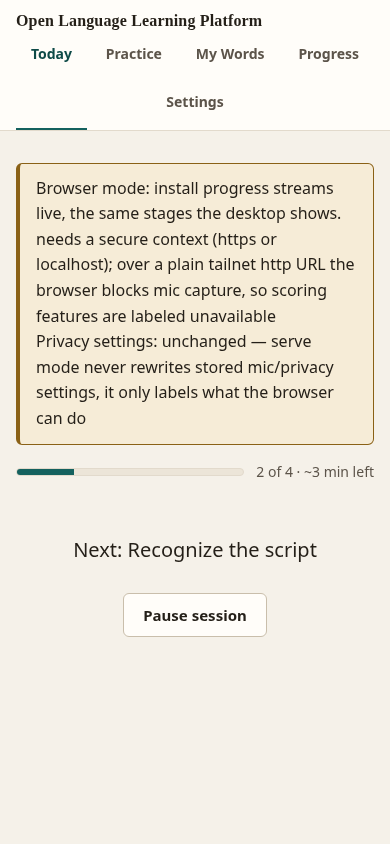 Open Language Learning Platform
Today Practice My Words Progress
Settings
Browser mode: install progress streams
live, the same stages the desktop shows.
needs a secure context (https or
localhost); over a plain tailnet http URL the
browser blocks mic capture, so scoring
features are labeled unavailable
Privacy settings: unchanged — serve
mode never rewrites stored mic/privacy
settings, it only labels what the browser
can do
2 of 4 · ~3 min left
Next: Recognize the script
Pause session